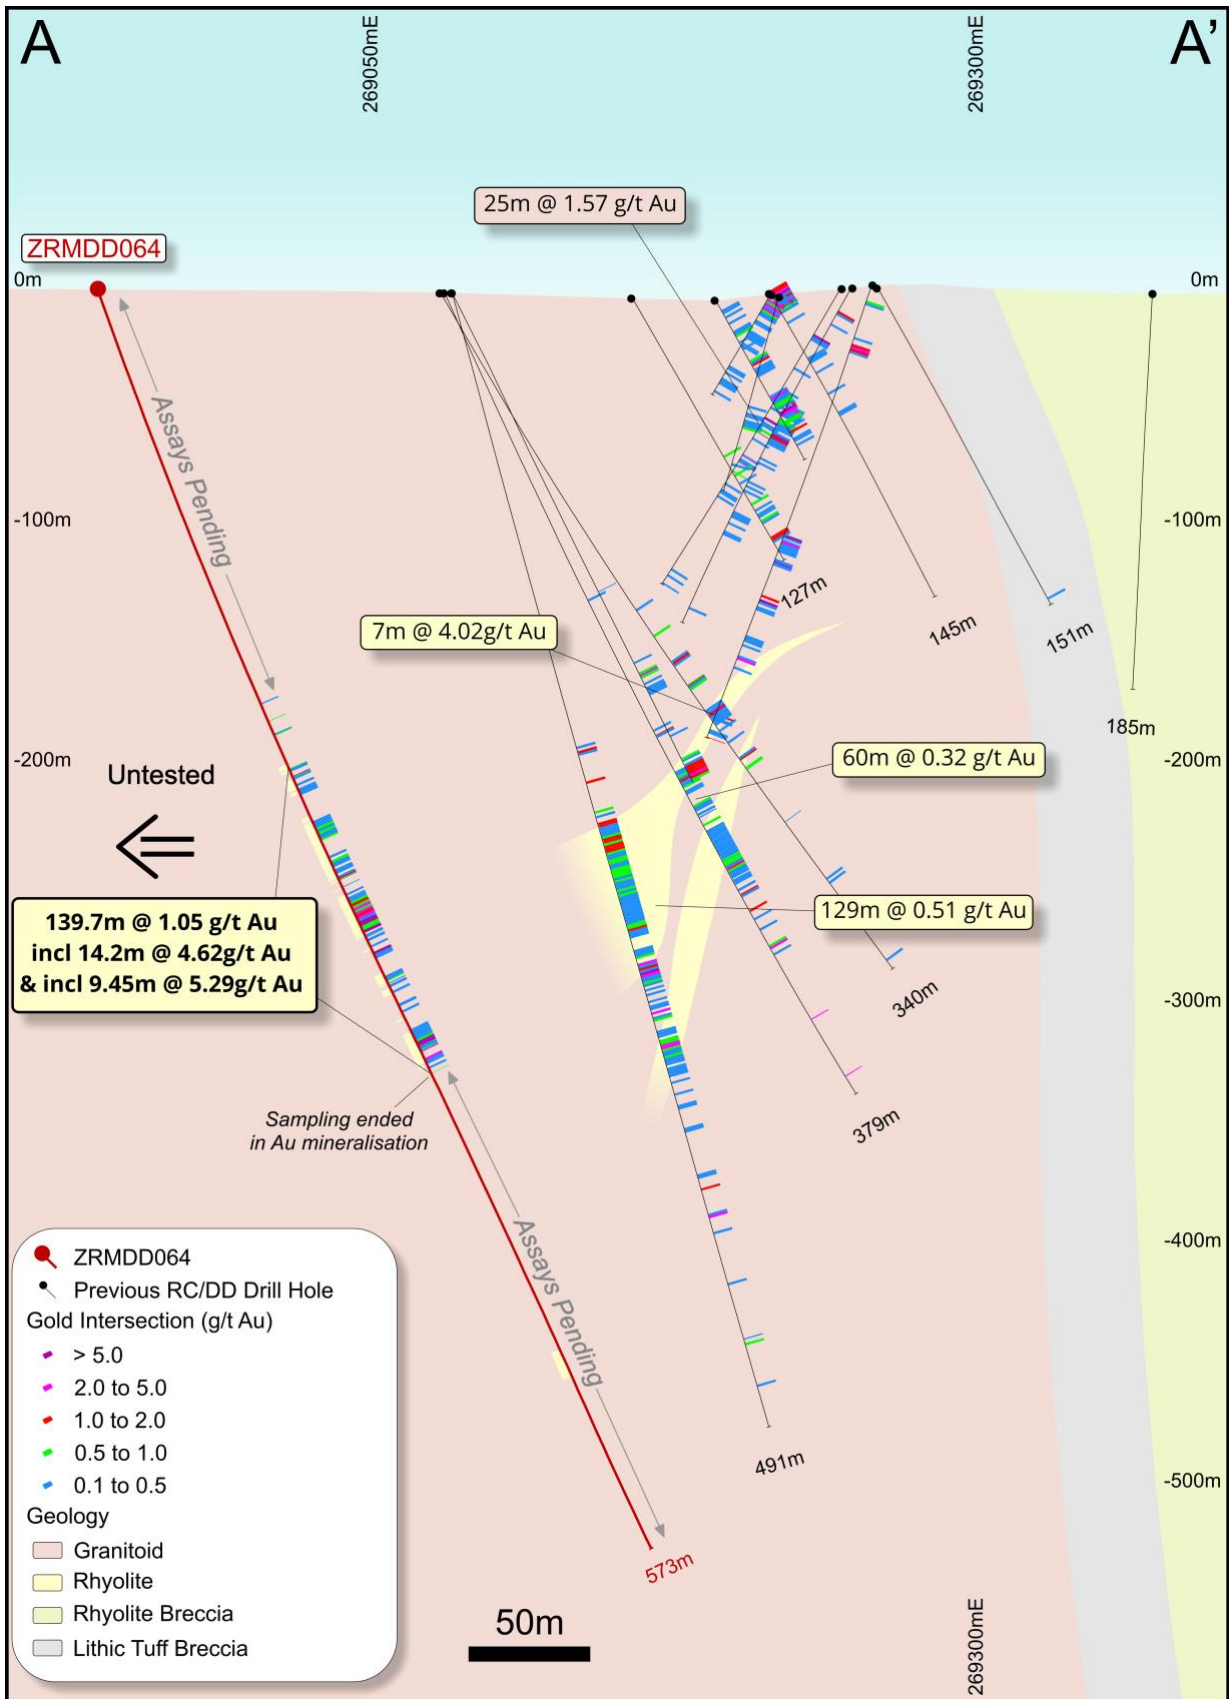 A
269050mE
269300mE
A’
25m @ 1.57 g/t Au
ZRMDD064
0m
0m
Assays Pending
-100m
-100m
127m
145m
151m
7m @ 4.02g/t Au
185m
-200m
Untested
60m @ 0.32 g/t Au
-200m
139.7m @ 1.05 g/t Au
incl 14.2m @ 4.62g/t Au
& incl 9.45m @ 5.29g/t Au
129m @ 0.51 g/t Au
340m
-300m
Sampling ended
in Au mineralisation
379m
Assays Pending
-400m
491m
-500m
573m
ZRMDD064
Previous RC/DD Drill Hole
Gold Intersection (g/t Au)
> 5.0
2.0 to 5.0
1.0 to 2.0
0.5 to 1.0
0.1 to 0.5
Geology
Granitoid
Rhyolite
Rhyolite Breccia
Lithic Tuff Breccia
50m
269300mE